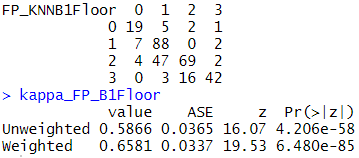 FP_KNNB1Floor 0 1 2 3
0 19 5 2 1
1 7 88 0 2
2 4 47 69 2
3 0 3 16 42
> kappa_FP_B1Floor
value ASE z Pr(>|z|)
Unweighted 0.5866 0.0365 16.07 4.206e-58
Weighted 0.6581 0.0337 19.53 6.480e-85